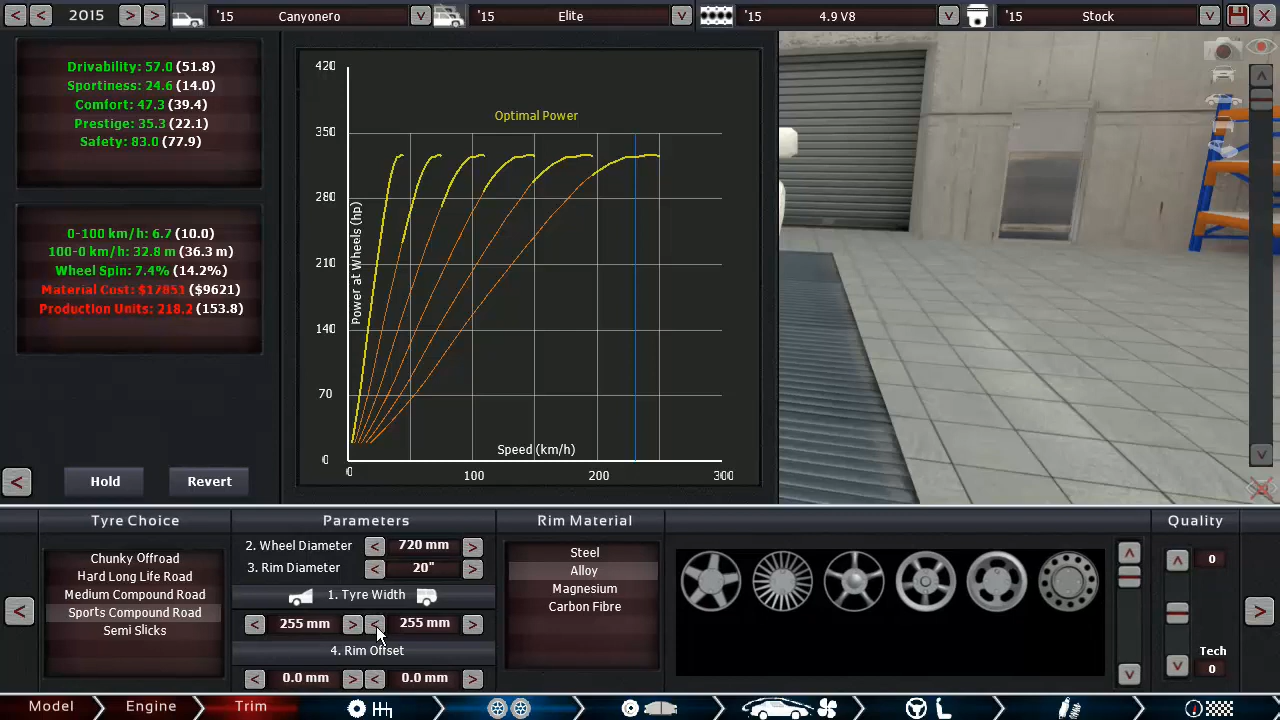 < < 2015 > > '15 Canyonero v '15 Elite v '15 4.9 V8 v '15 Stock v
Drivability: 57.0 (51.8)
Sportiness: 24.6 (14.0)
Comfort: 47.3 (39.4)
Prestige: 35.3 (22.1)
Safety: 83.0 (77.9)
0-100 km/h: 6.7 (10.0)
100-0 km/h: 32.8 m (36.3 m)
Wheel Spin: 7.4% (14.2%)
Material Cost: $17851 ($9621)
Production Units: 218.2 (153.8)
Hold Revert
Optimal Power
420
350
280
210
140
70
0
Power at Wheels (hp)
Speed (km/h)
0 100 200 300
Tyre Choice
Chunky Offroad
Hard Long Life Road
Medium Compound Road
Sports Compound Road
Semi Slicks
Parameters
2. Wheel Diameter < 720 mm >
3. Rim Diameter < 20" >
1. Tyre Width
< 255 mm > < 255 mm >
4. Rim Offset
< 0.0 mm > < 0.0 mm >
Rim Material
Steel
Alloy
Magnesium
Carbon Fibre
Quality
0
Tech
0
Model Engine Trim